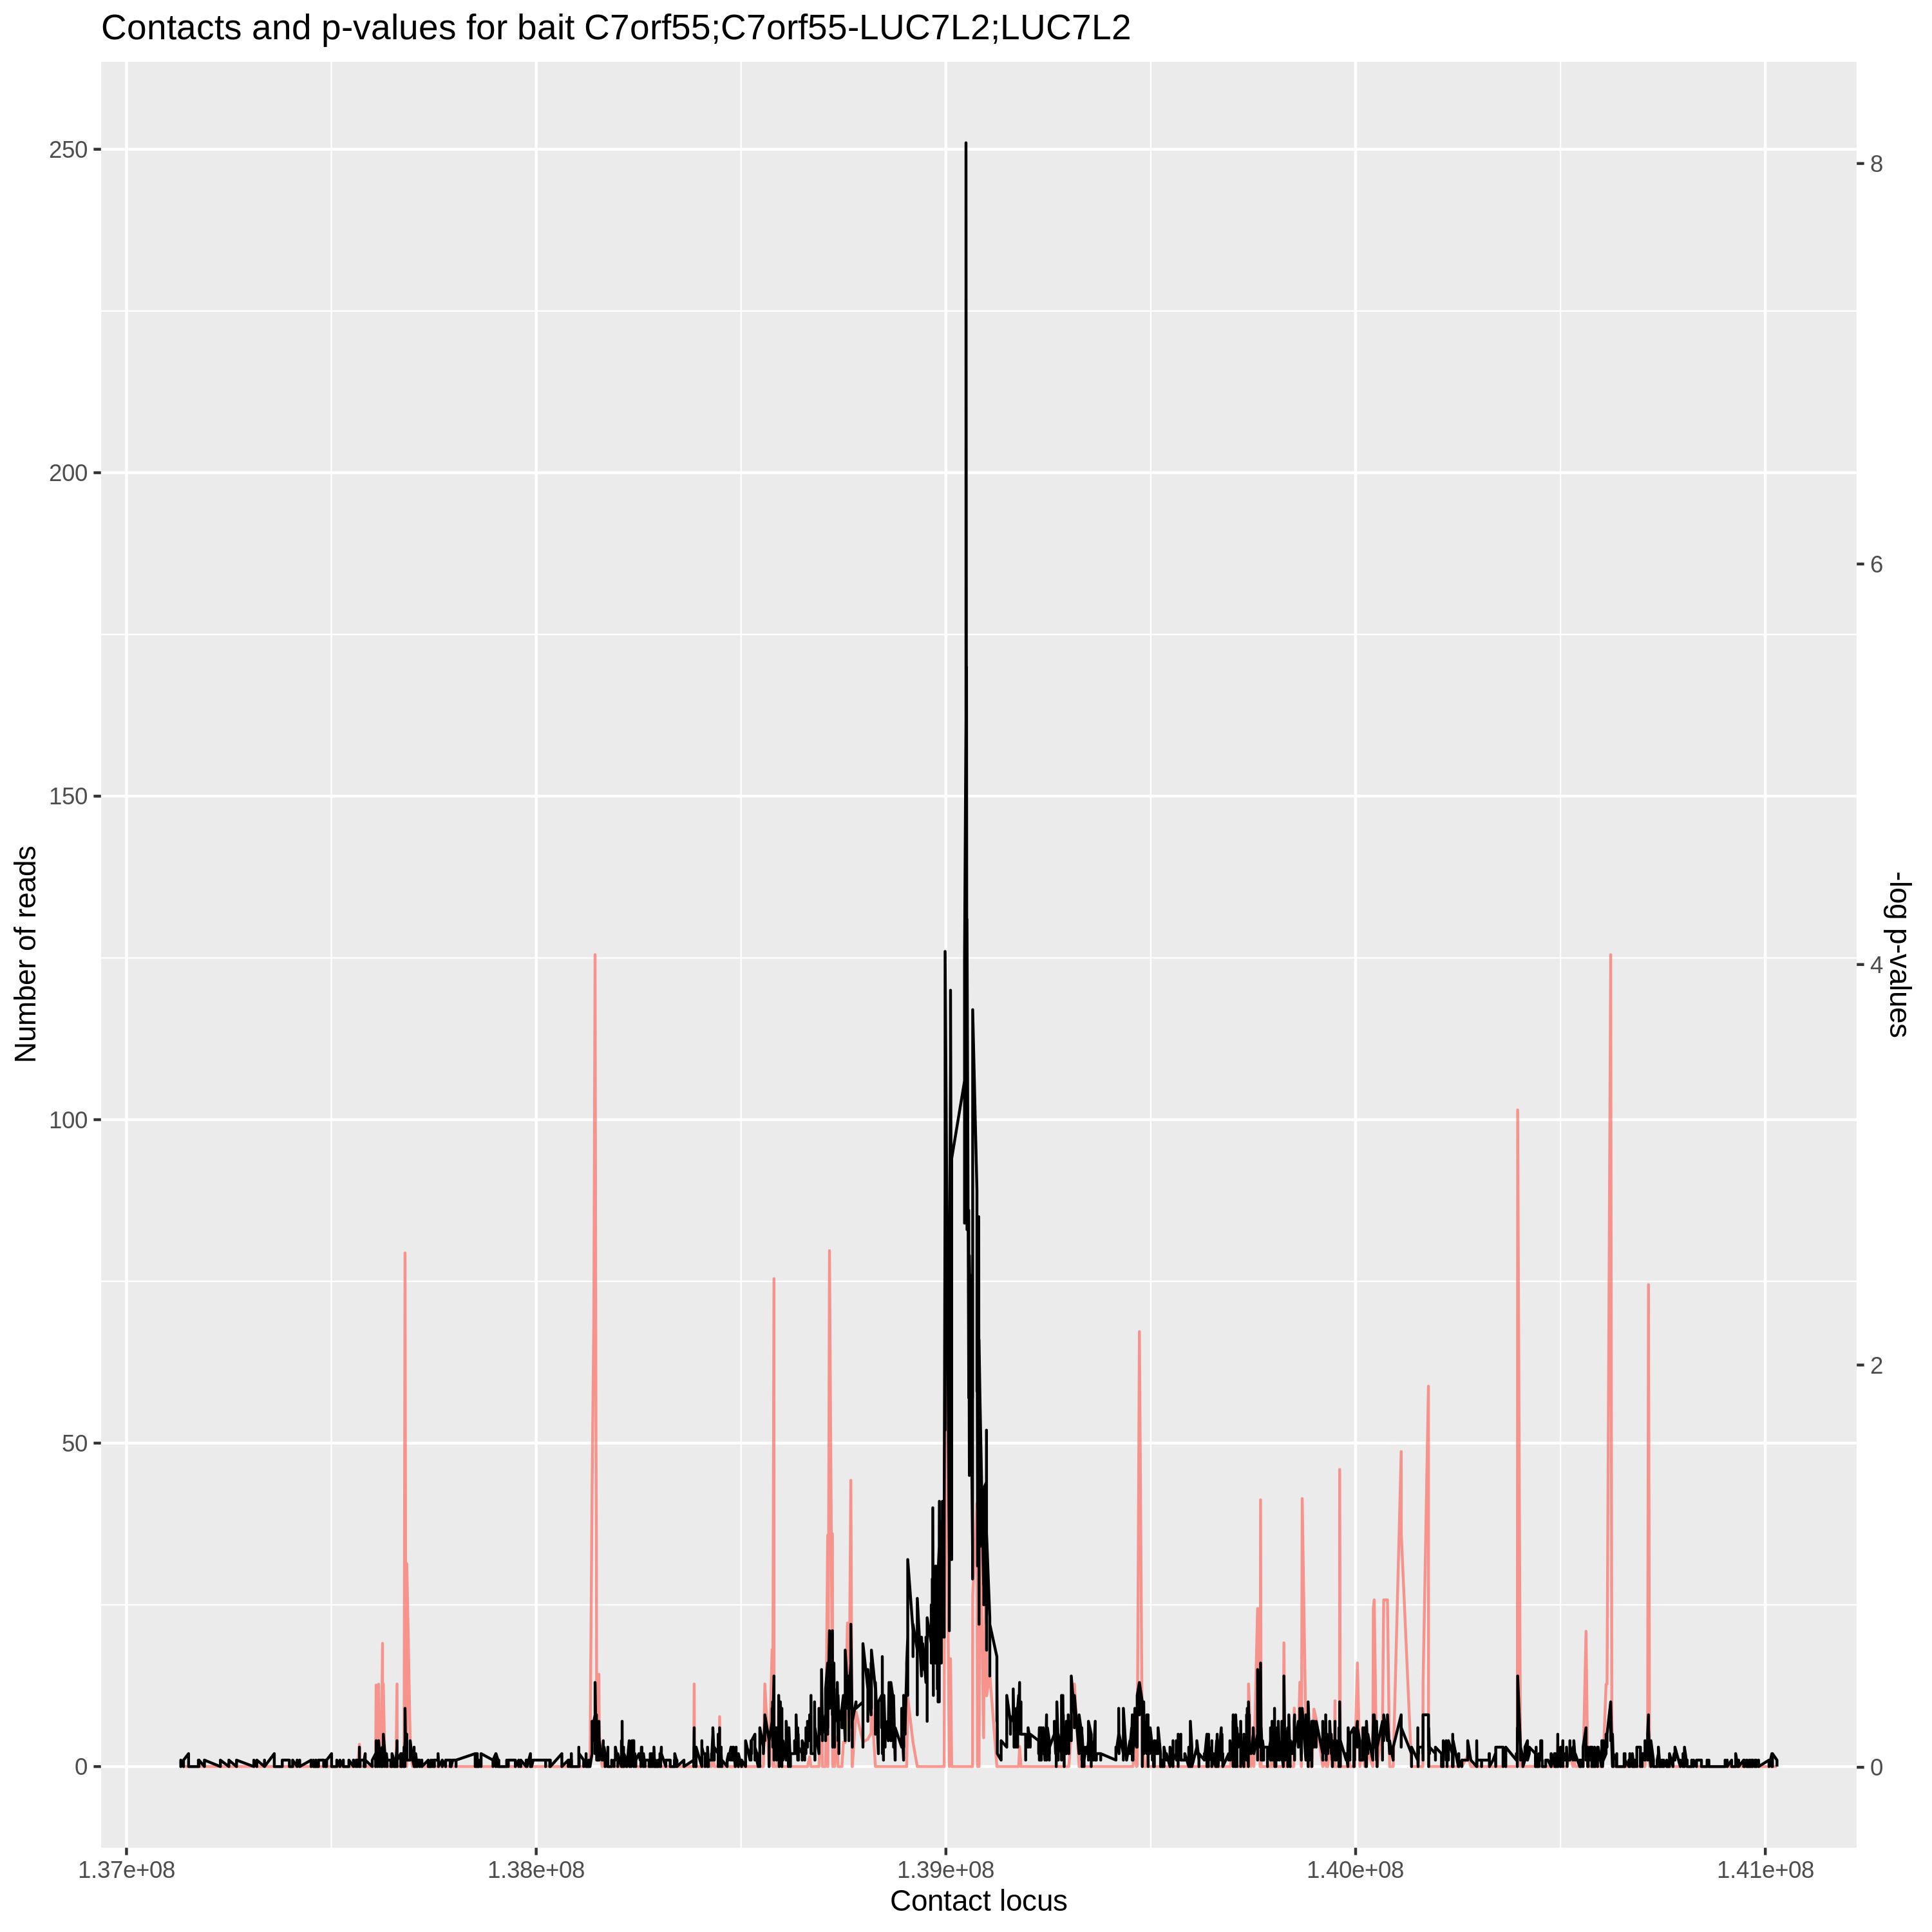 Contacts and p-values for bait C7orf55;C7orf55-LUC7L2;LUC7L2
250
200
150
100
50
0
Number of reads
8
6
4
2
0
-log p-values
1.37e+08
1.38e+08
1.39e+08
1.40e+08
1.41e+08
Contact locus